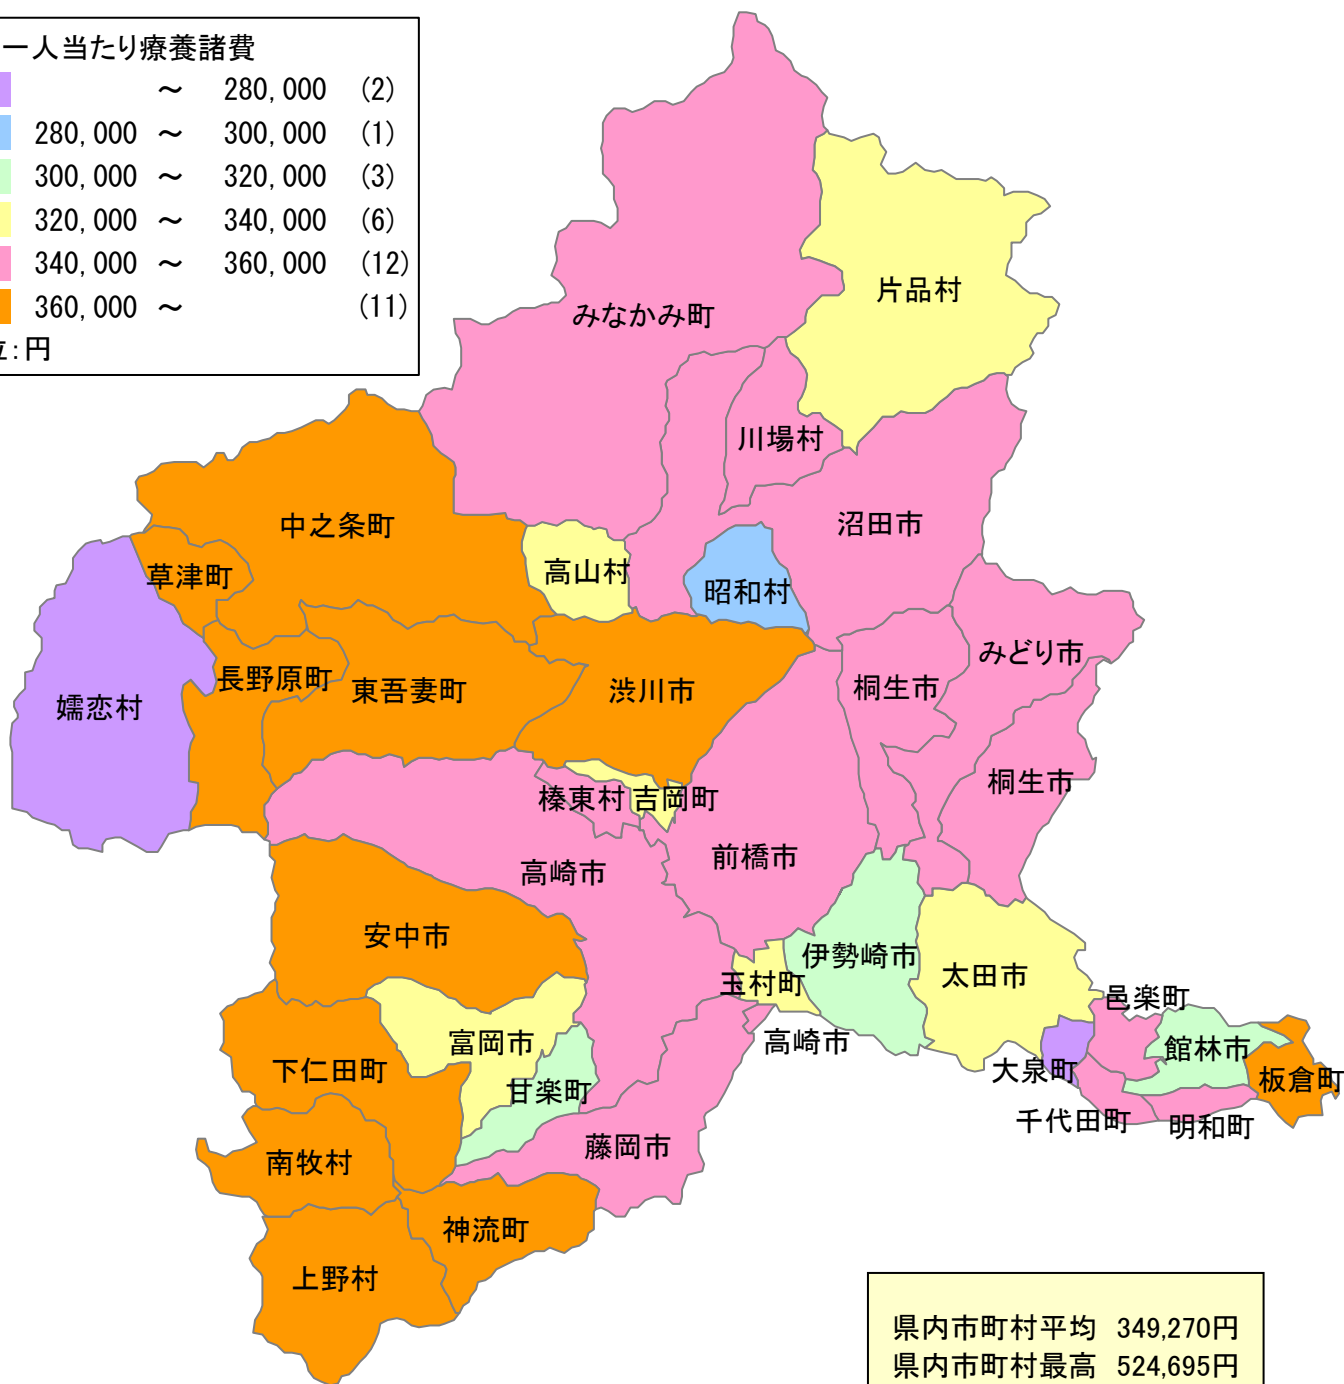 一人当たり療養諸費
～ 280,000 (2)
280,000 ～ 300,000 (1)
300,000 ～ 320,000 (3)
320,000 ～ 340,000 (6)
340,000 ～ 360,000 (12)
360,000 ～ (11)
:円
みなかみ町
片品村
川場村
沼田市
中之条町
高山村
昭和村
草津町
みどり市
長野原町
東吾妻町
渋川市
桐生市
嬬恋村
桐生市
榛東村
吉岡町
前橋市
高崎市
安中市
伊勢崎市
太田市
玉村町
邑楽町
富岡市
高崎市
館林市
下仁田町
大泉町
板倉町
甘楽町
千代田町
明和町
藤岡市
南牧村
神流町
上野村
県内市町村平均 349,270円
県内市町村最高 524,695円